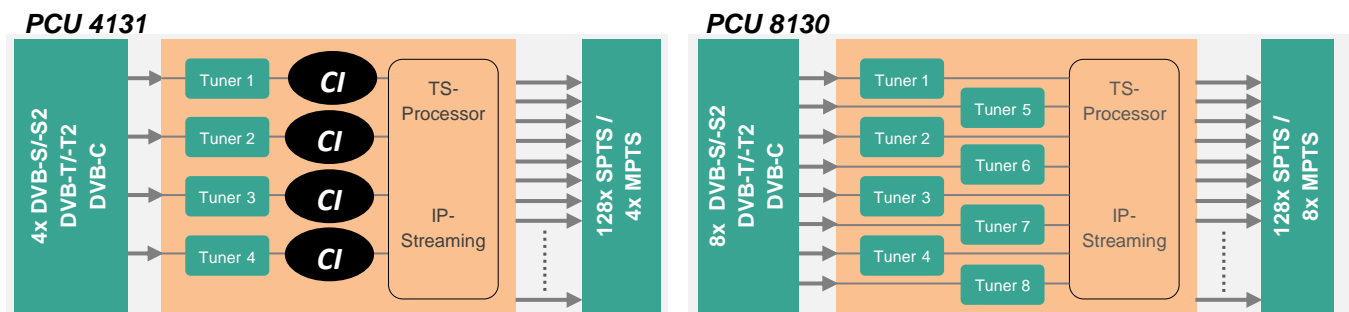 PCU 4131
4x DVB-S/-S2
DVB-T/-T2
DVB-C
Tuner 1
CI
Tuner 2
CI
Tuner 3
CI
Tuner 4
CI
TS-
Processor
IP-
Streaming
128x SPTS /
4x MPTS
PCU 8130
8x DVB-S/-S2
DVB-T/-T2
DVB-C
Tuner 1
Tuner 5
Tuner 2
Tuner 6
Tuner 3
Tuner 7
Tuner 4
Tuner 8
TS-
Processor
IP-
Streaming
128x SPTS /
8x MPTS